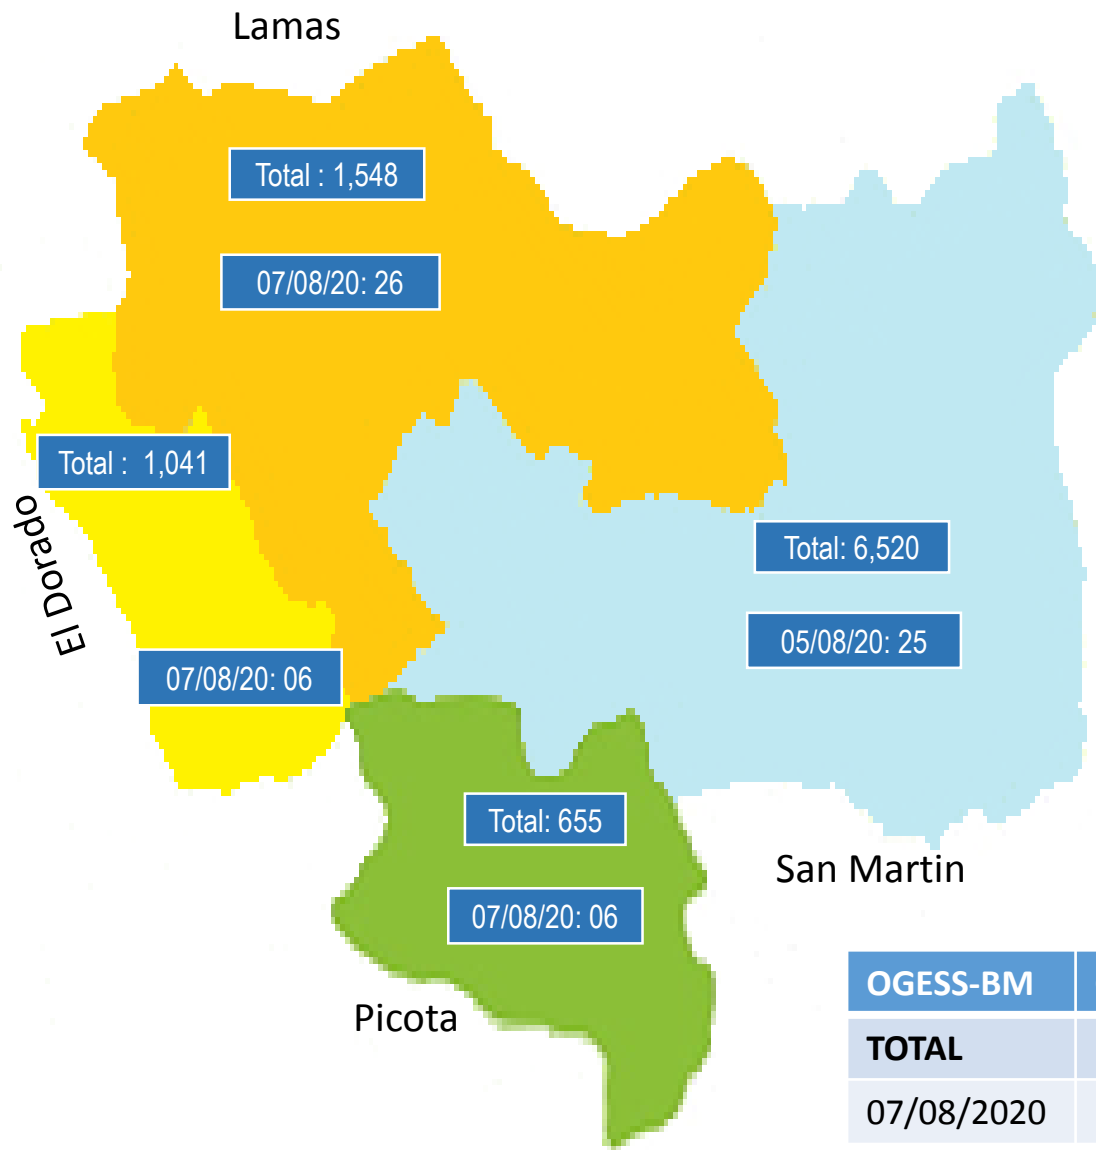 Lamas
Total : 1,548
07/08/20: 26
Total : 1,041
El Dorado
Total: 6,520
05/08/20: 25
07/08/20: 06
Total: 655
San Martin
07/08/20: 06
Picota
OGESS-BM
TOTAL
07/08/2020